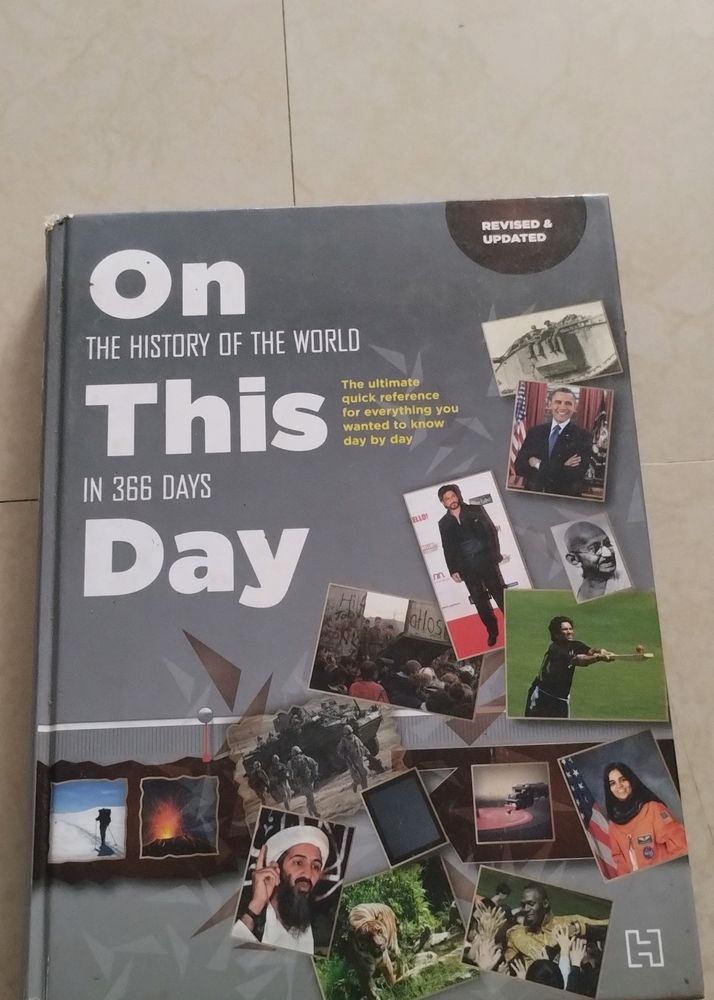 REVISED &
UPDATED
On
THE HISTORY OF THE WORLD
This
The ultimate
quick reference
for everything you
wanted to know
day by day
IN 366 DAYS
Day
HELLO!
H